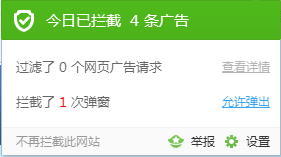 今日已拦截 4 条广告
过滤了 0 个网页广告请求 查看详情
拦截了 1 次弹窗 允许弹出
不再拦截此网站 举报 设置